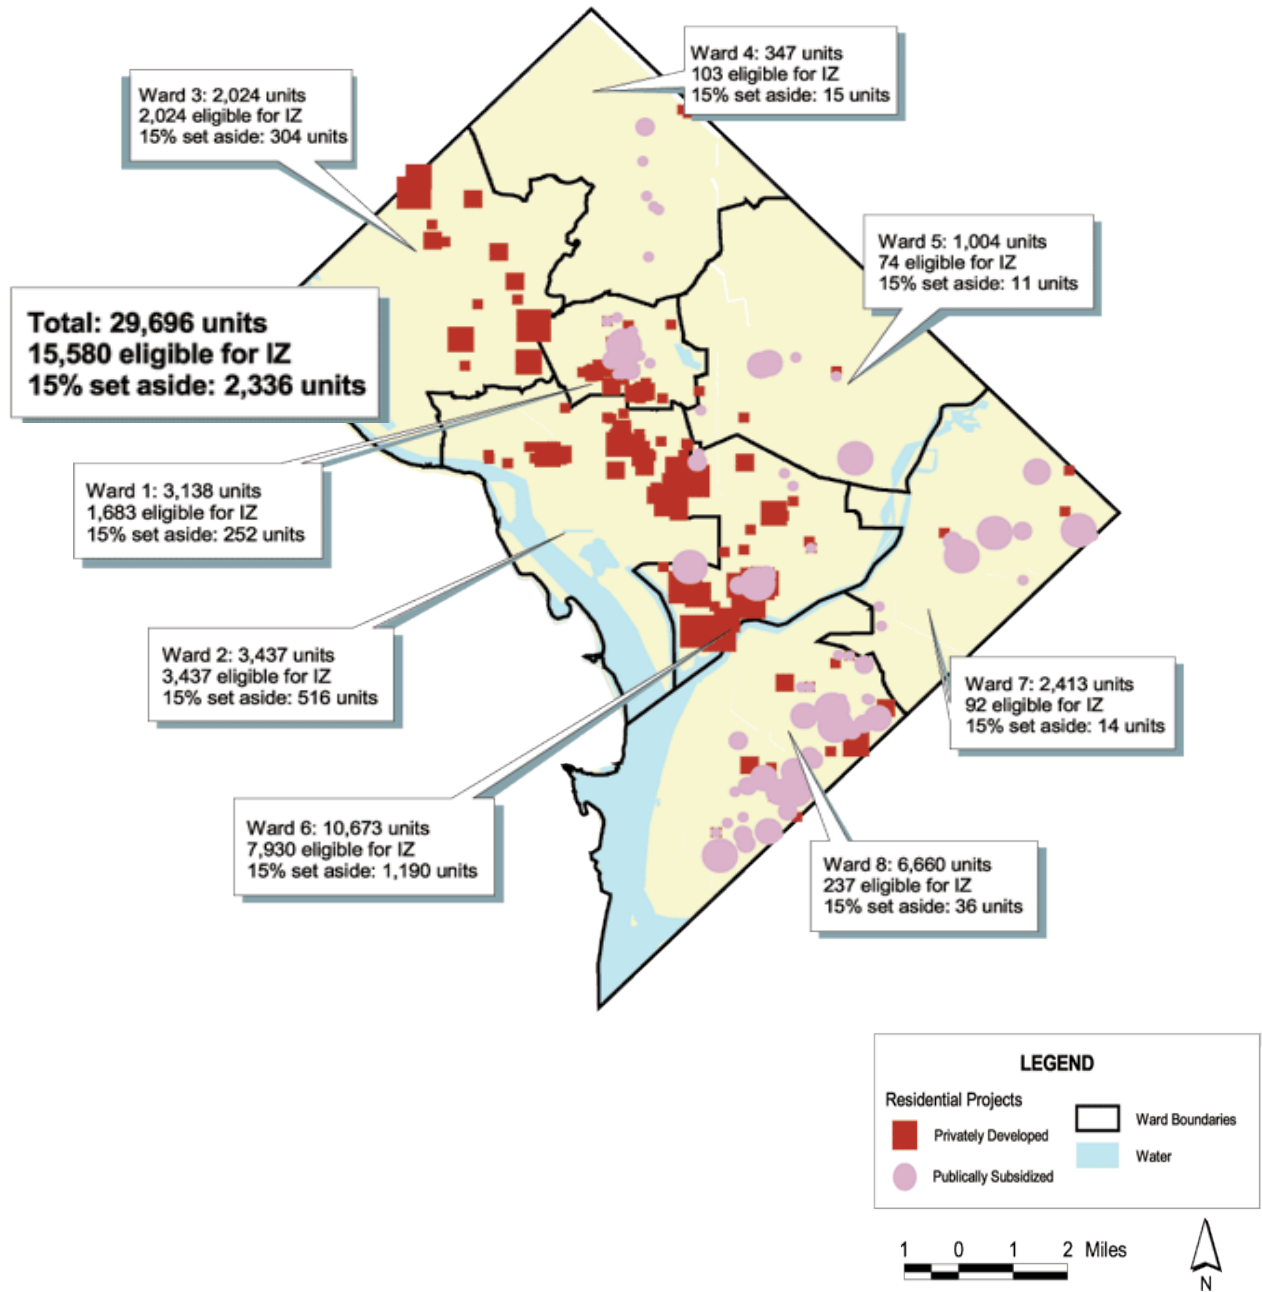 Ward 4: 347 units
103 eligible for IZ
15% set aside: 15 units
Ward 3: 2,024 units
2,024 eligible for IZ
15% set aside: 304 units
Ward 5: 1,004 units
74 eligible for IZ
15% set aside: 11 units
Total: 29,696 units
15,580 eligible for IZ
15% set aside: 2,336 units
Ward 1: 3,138 units
1,683 eligible for IZ
15% set aside: 252 units
Ward 2: 3,437 units
3,437 eligible for IZ
15% set aside: 516 units
Ward 7: 2,413 units
92 eligible for IZ
15% set aside: 14 units
Ward 6: 10,673 units
7,930 eligible for IZ
15% set aside: 1,190 units
Ward 8: 6,660 units
237 eligible for IZ
15% set aside: 36 units
LEGEND
Residential Projects
Privately Developed
Publically Subsidized
Ward Boundaries
Water
1 0 1 2 Miles
N